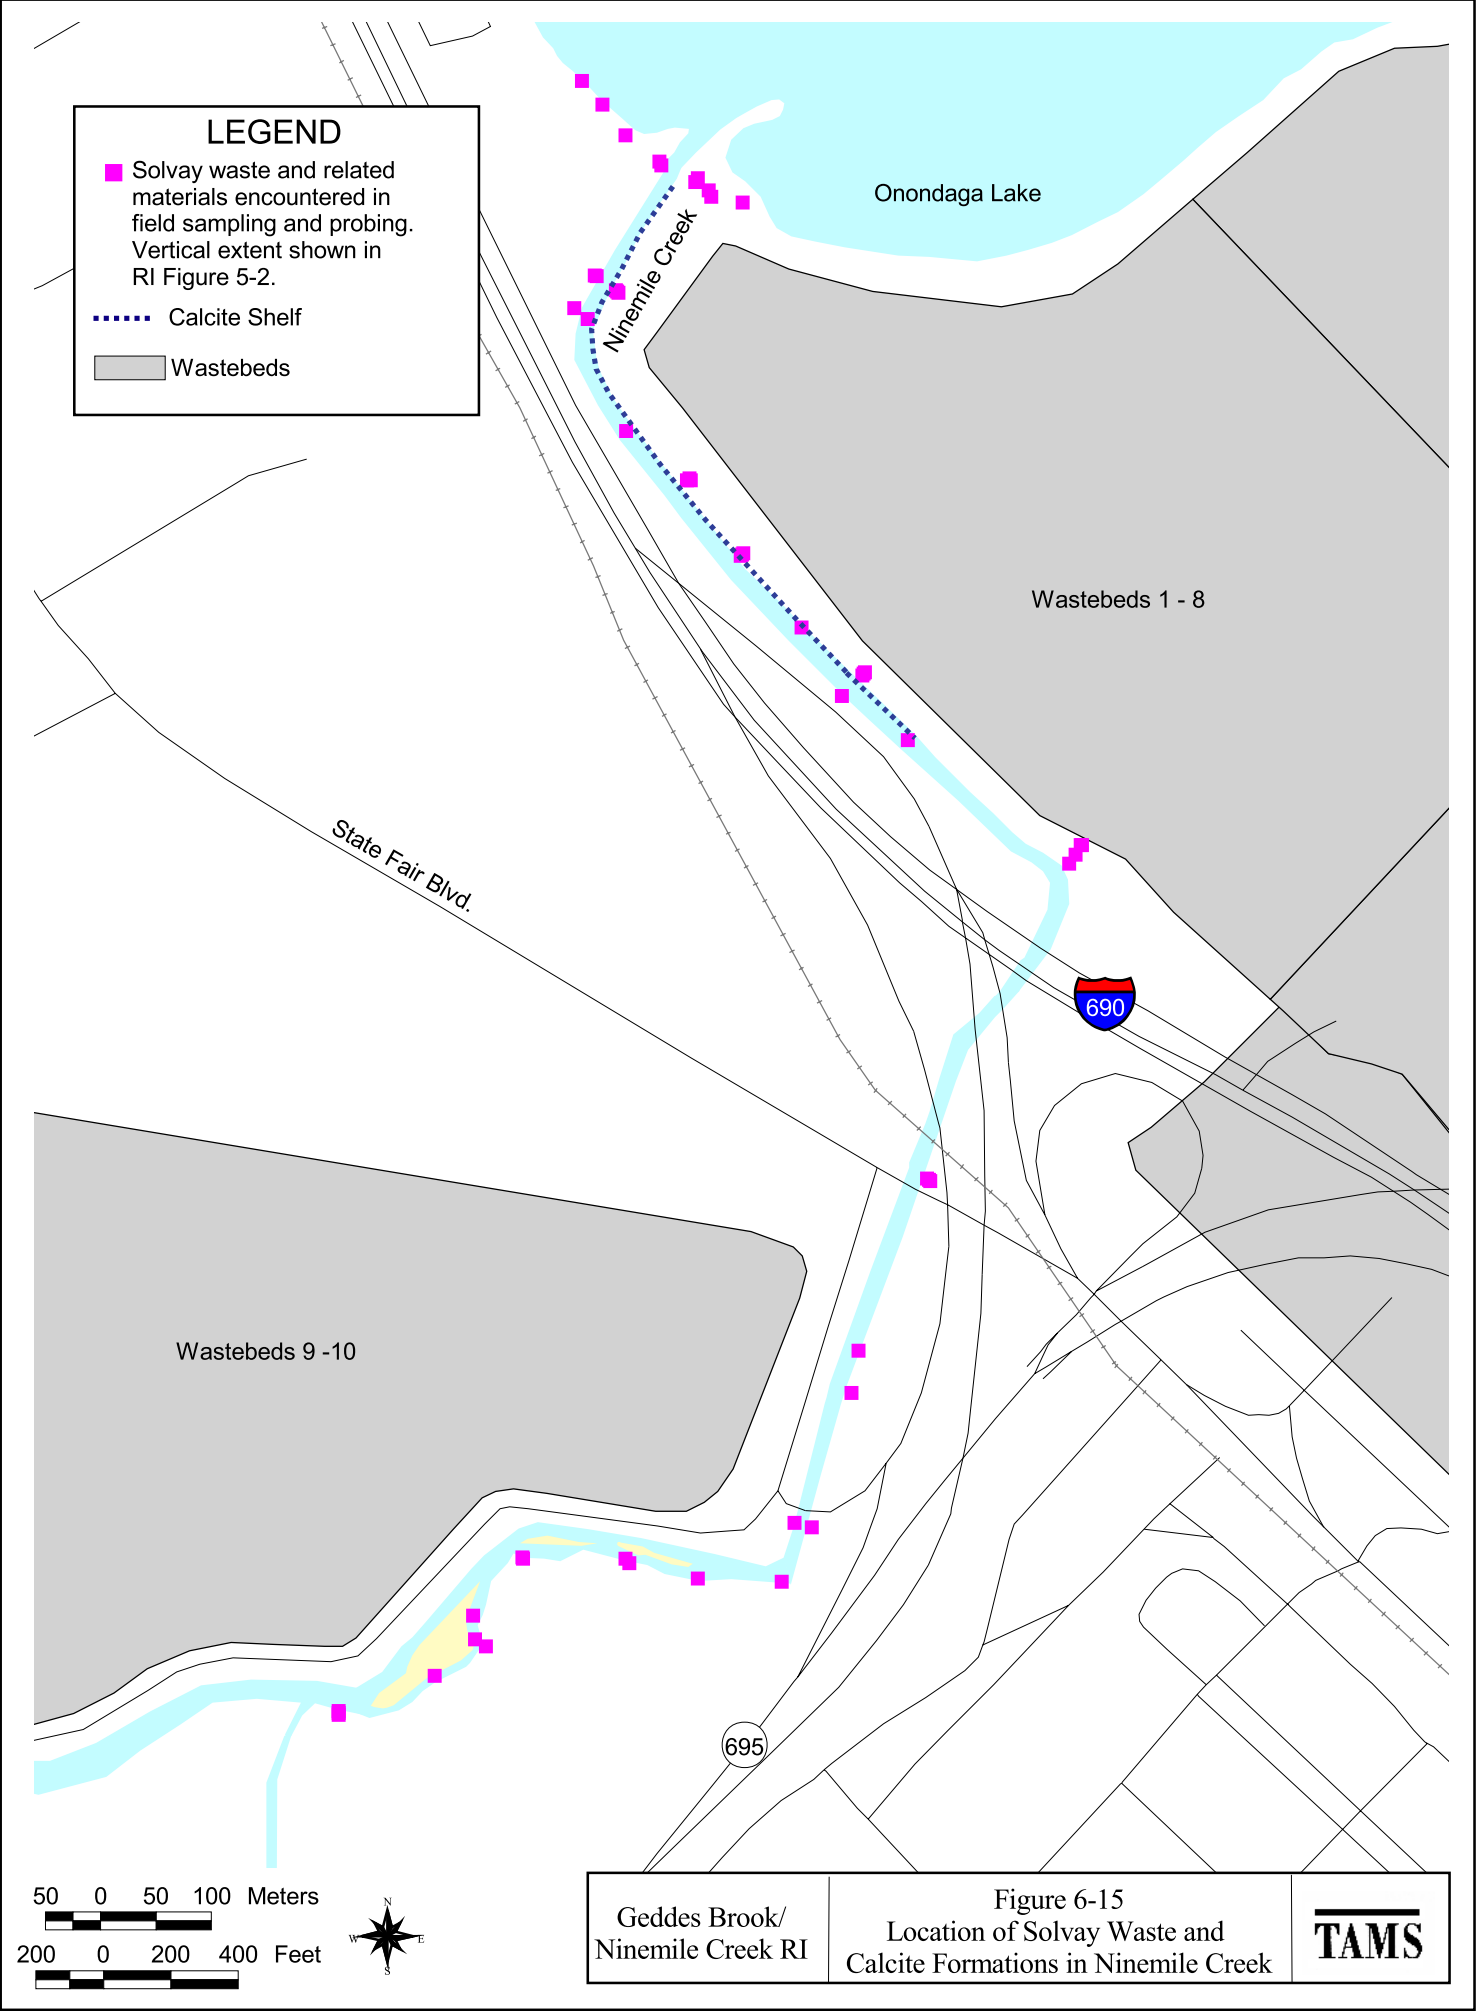 LEGEND
Solvay waste and related
materials encountered in
field sampling and probing.
Vertical extent shown in
RI Figure 5-2.
Calcite Shelf
Wastebeds
Onondaga Lake
Ninemile Creek
Wastebeds 1 - 8
State Fair Blvd.
690
Wastebeds 9 -10
695
50 0 50 100 Meters
200 0 200 400 Feet
N
W E
S
Geddes Brook/
Ninemile Creek RI
Figure 6-15
Location of Solvay Waste and
Calcite Formations in Ninemile Creek
TAMS